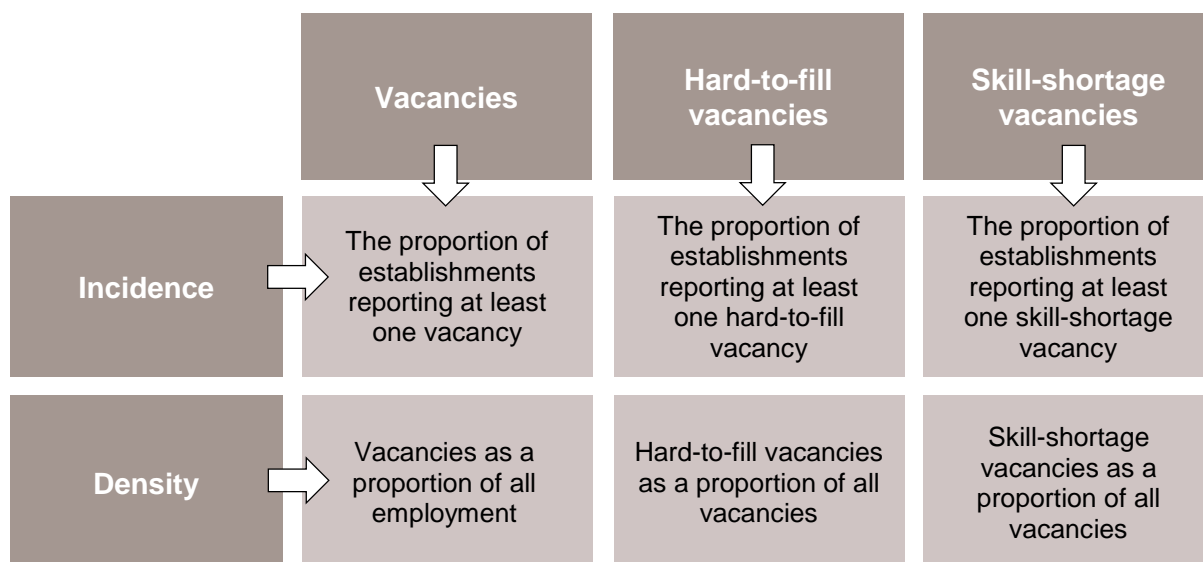 Vacancies
Hard-to-fill
vacancies
Skill-shortage
vacancies
Incidence
The proportion of
establishments
reporting at least
one vacancy
The proportion of
establishments
reporting at least
one hard-to-fill
vacancy
The proportion of
establishments
reporting at least
one skill-shortage
vacancy
Density
Vacancies as a
proportion of all
employment
Hard-to-fill vacancies
as a proportion of all
vacancies
Skill-shortage
vacancies as a
proportion of all
vacancies